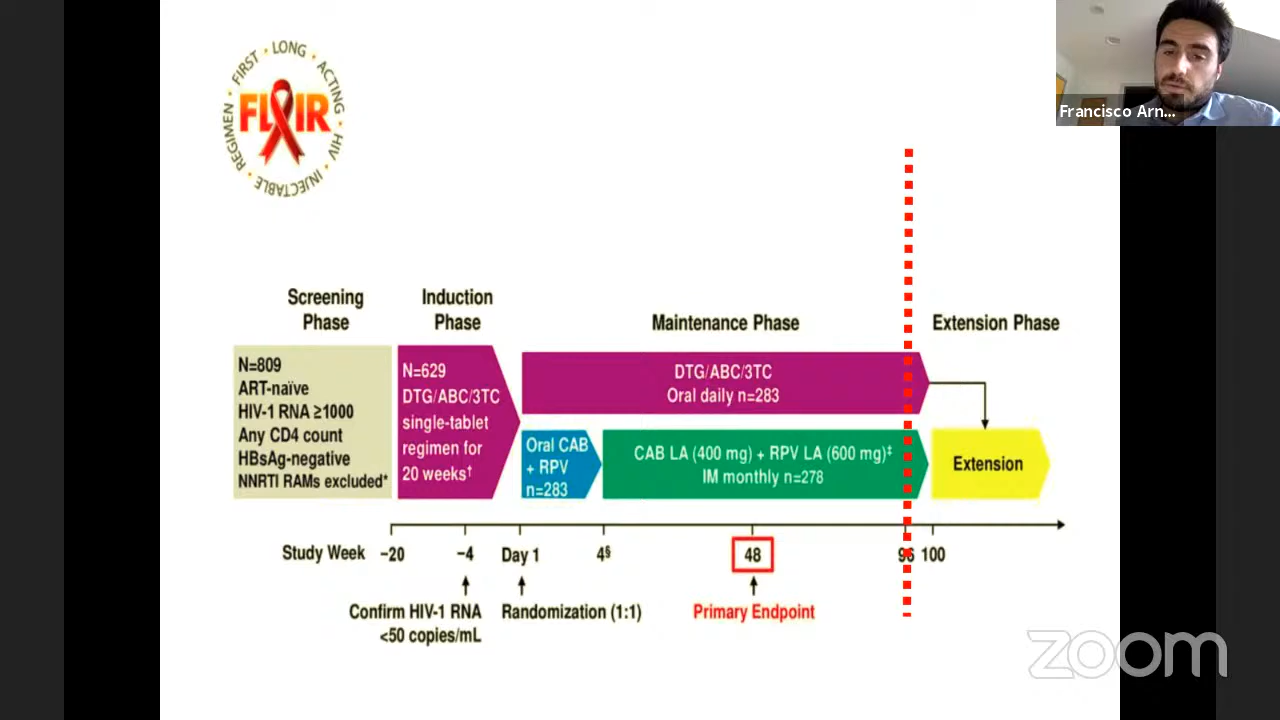 FIRST · LONG · ACTING · HIV · INJECTABLE · REGIMEN ·
FLAIR
Francisco Arn...
Screening
Phase
Induction
Phase
Maintenance Phase
Extension Phase
N=809
ART-naïve
HIV-1 RNA ≥1000
Any CD4 count
HBsAg-negative
NNRTI RAMs excluded*
N=629
DTG/ABC/3TC
single-tablet
regimen for
20 weeks†
DTG/ABC/3TC
Oral daily n=283
Oral CAB
+ RPV
n=283
CAB LA (400 mg) + RPV LA (600 mg)‡
IM monthly n=278
Extension
Study Week
−20
−4
Day 1
4§
48
96
100
Confirm HIV-1 RNA
<50 copies/mL
Randomization (1:1)
Primary Endpoint
zoom